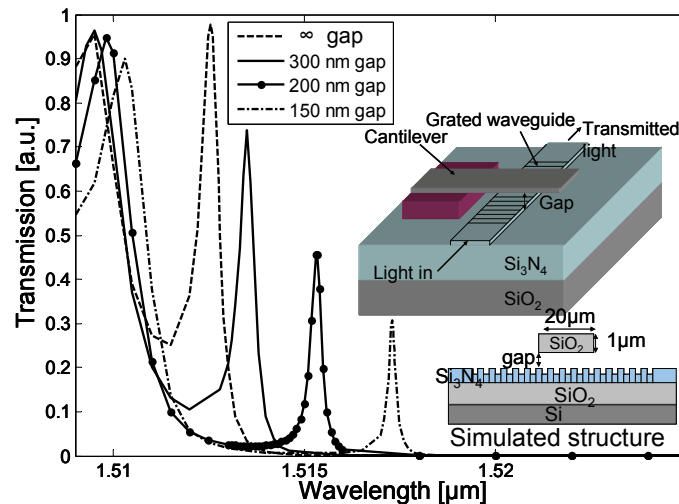 Transmission [a.u.]
1
0.9
0.8
0.7
0.6
0.5
0.4
0.3
0.2
0.1
0
∞ gap
300 nm gap
200 nm gap
150 nm gap
Grated waveguide
Transmitted
light
Cantilever
Gap
Light in
Si3N4
SiO2
20µm
1µm
SiO2
gap
Si3N4
SiO2
Si
Simulated structure
1.51
1.515
1.52
Wavelength [µm]